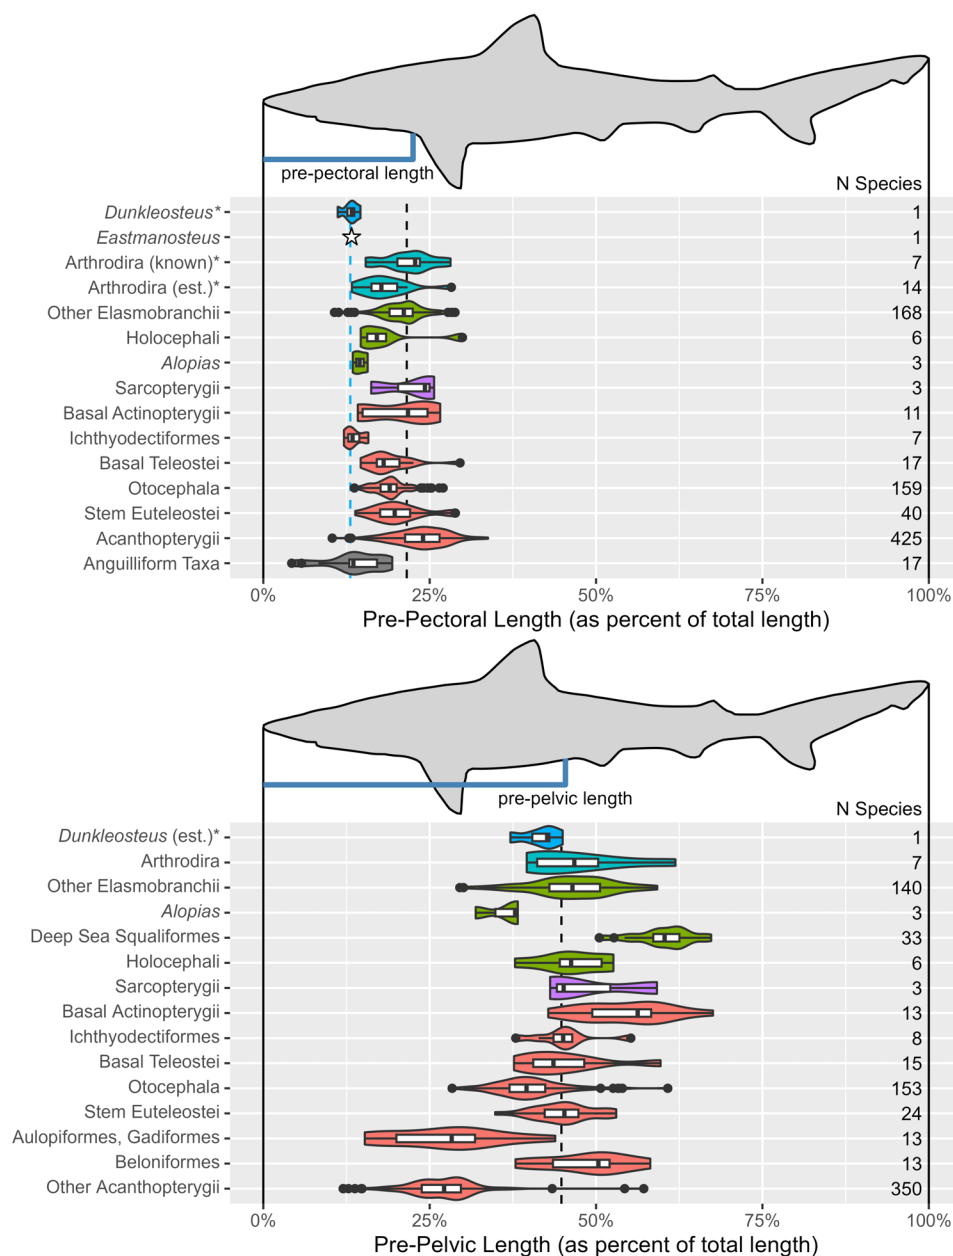 pre-pectoral length
N Species
Dunkleosteus* 1
Eastmanosteus 1
Arthrodira (known)* 7
Arthrodira (est.)* 14
Other Elasmobranchii 168
Holocephali 6
Alopias 3
Sarcopterygii 3
Basal Actinopterygii 11
Ichthyodectiformes 7
Basal Teleostei 17
Otocephala 159
Stem Euteleostei 40
Acanthopterygii 425
Anguilliform Taxa 17
0% 25% 50% 75% 100%
Pre-Pectoral Length (as percent of total length)
pre-pelvic length
N Species
Dunkleosteus (est.)* 1
Arthrodira 7
Other Elasmobranchii 140
Alopias 3
Deep Sea Squaliformes 33
Holocephali 6
Sarcopterygii 3
Basal Actinopterygii 13
Ichthyodectiformes 8
Basal Teleostei 15
Otocephala 153
Stem Euteleostei 24
Aulopiformes, Gadiformes 13
Beloniformes 13
Other Acanthopterygii 350
0% 25% 50% 75% 100%
Pre-Pelvic Length (as percent of total length)